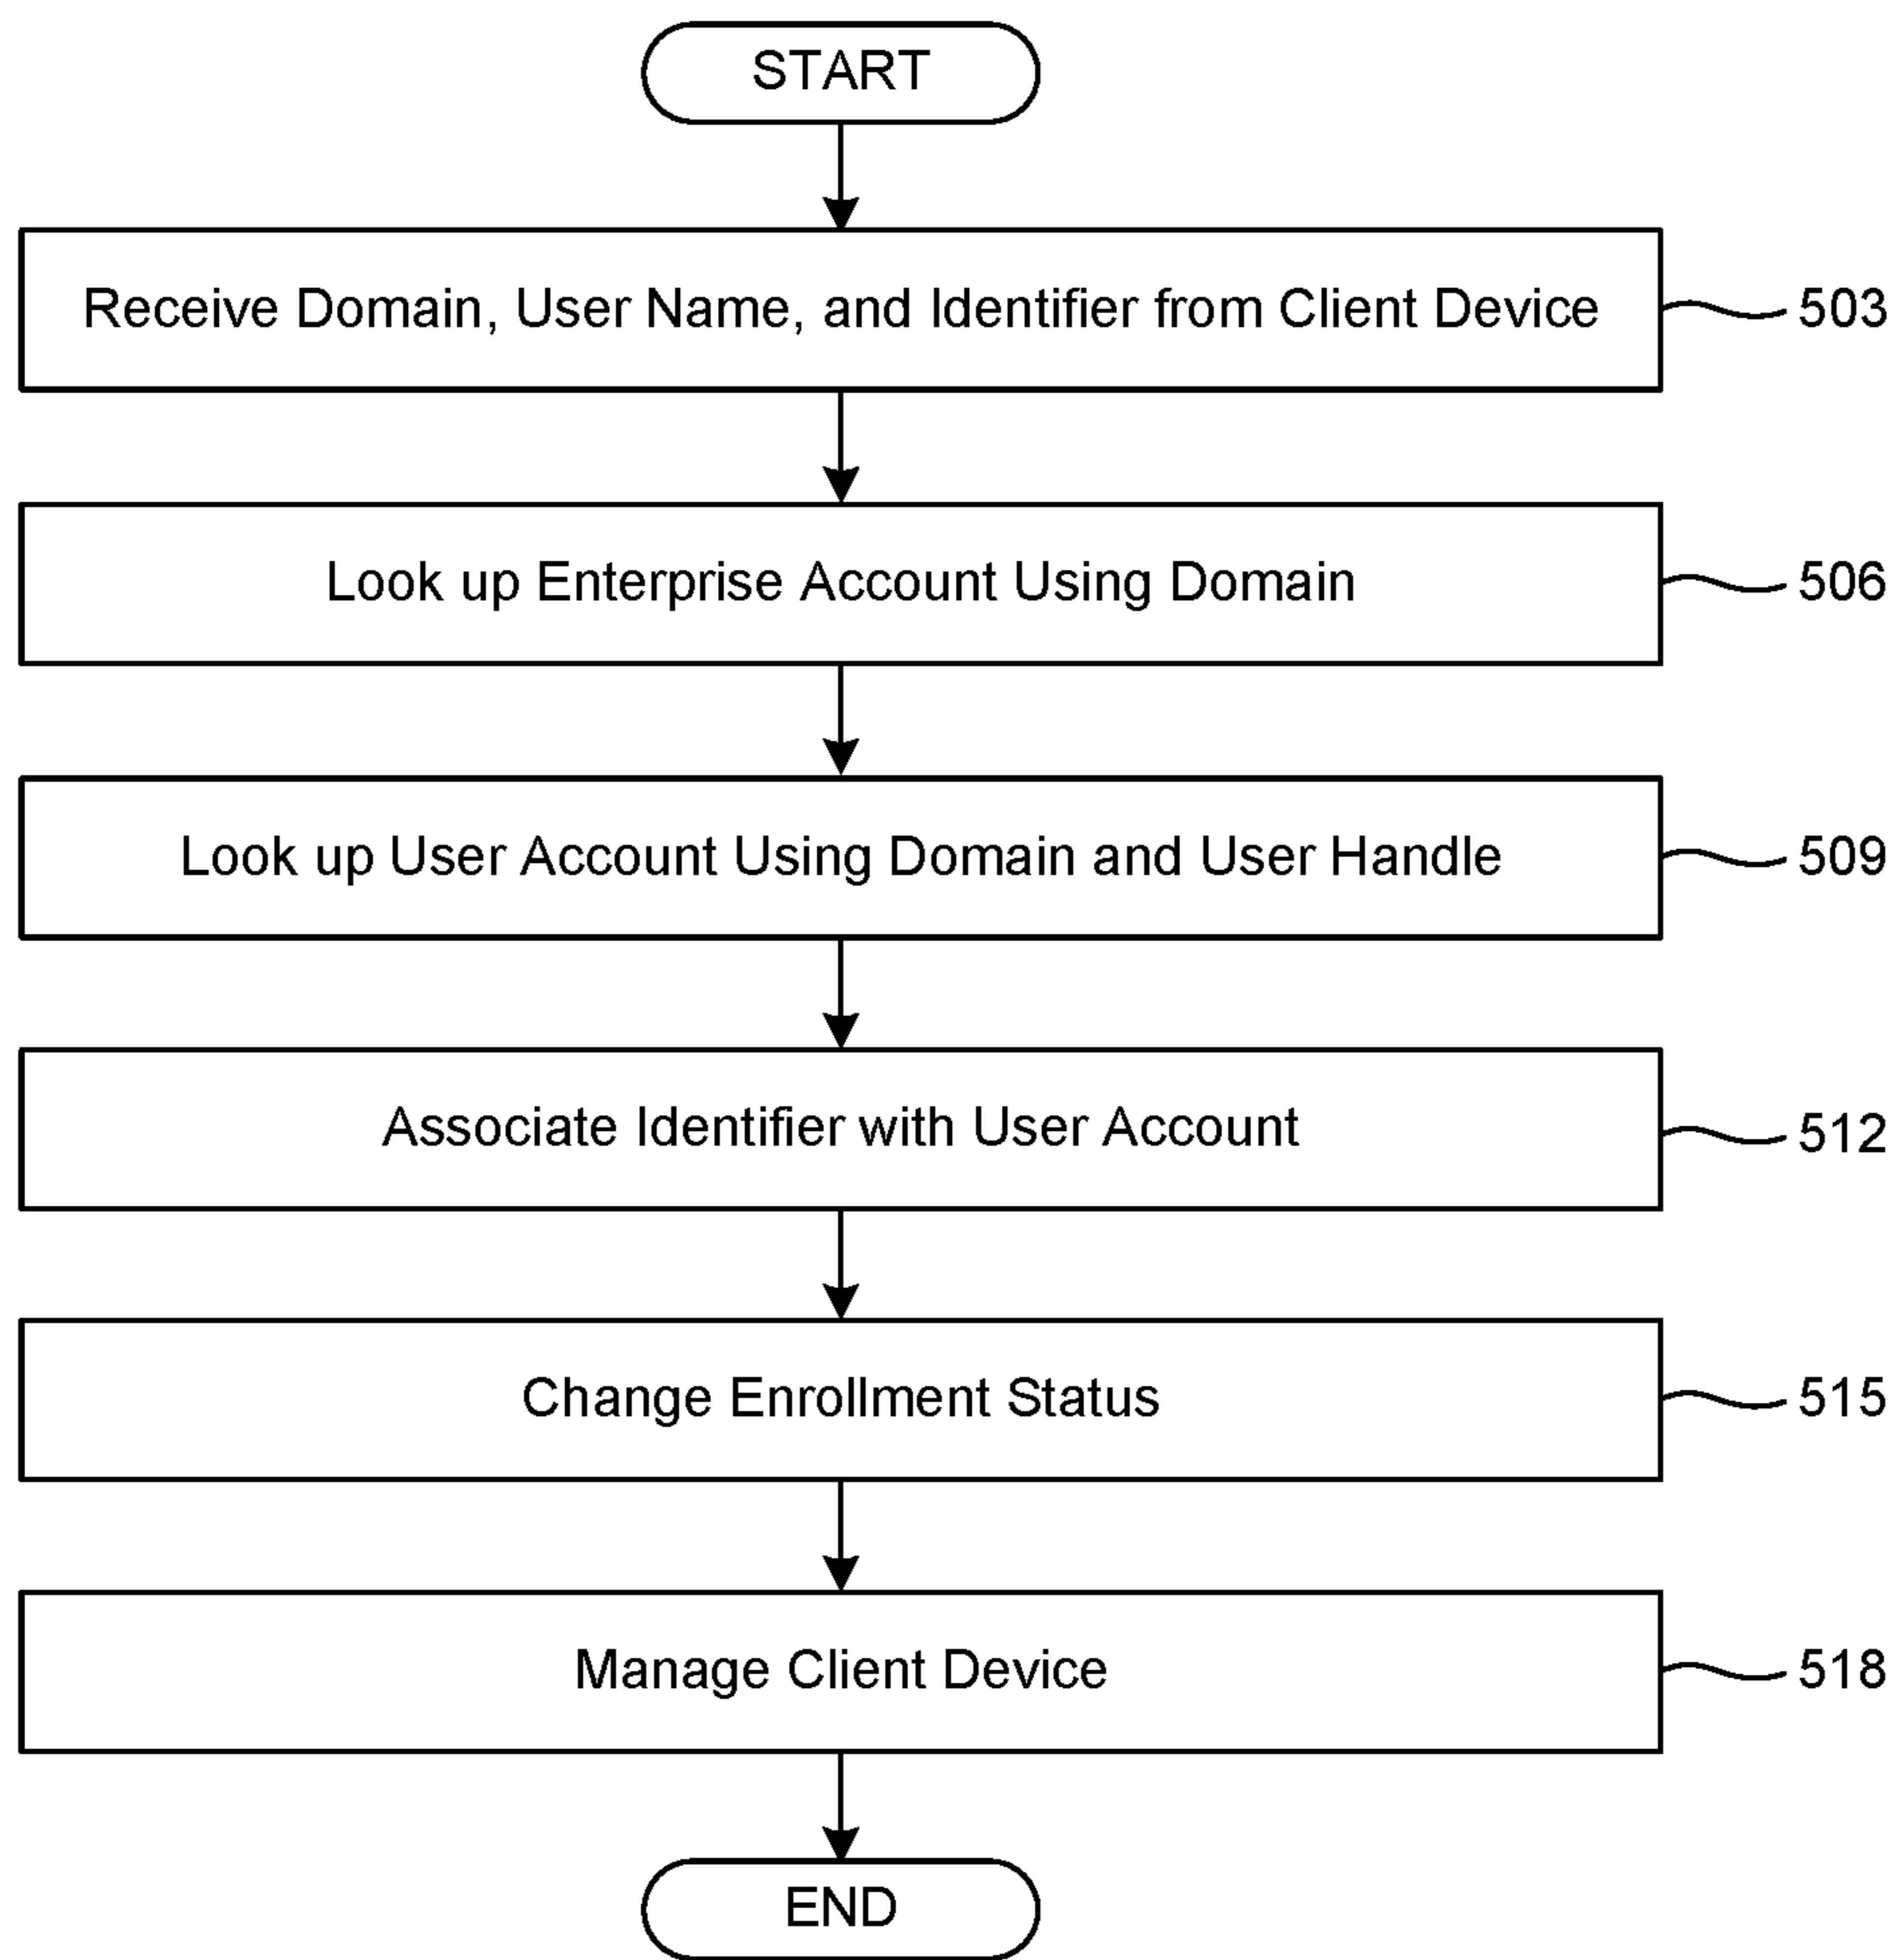 START
Receive Domain, User Name, and Identifier from Client Device
503
Look up Enterprise Account Using Domain
506
Look up User Account Using Domain and User Handle
509
Associate Identifier with User Account
512
Change Enrollment Status
515
Manage Client Device
518
END